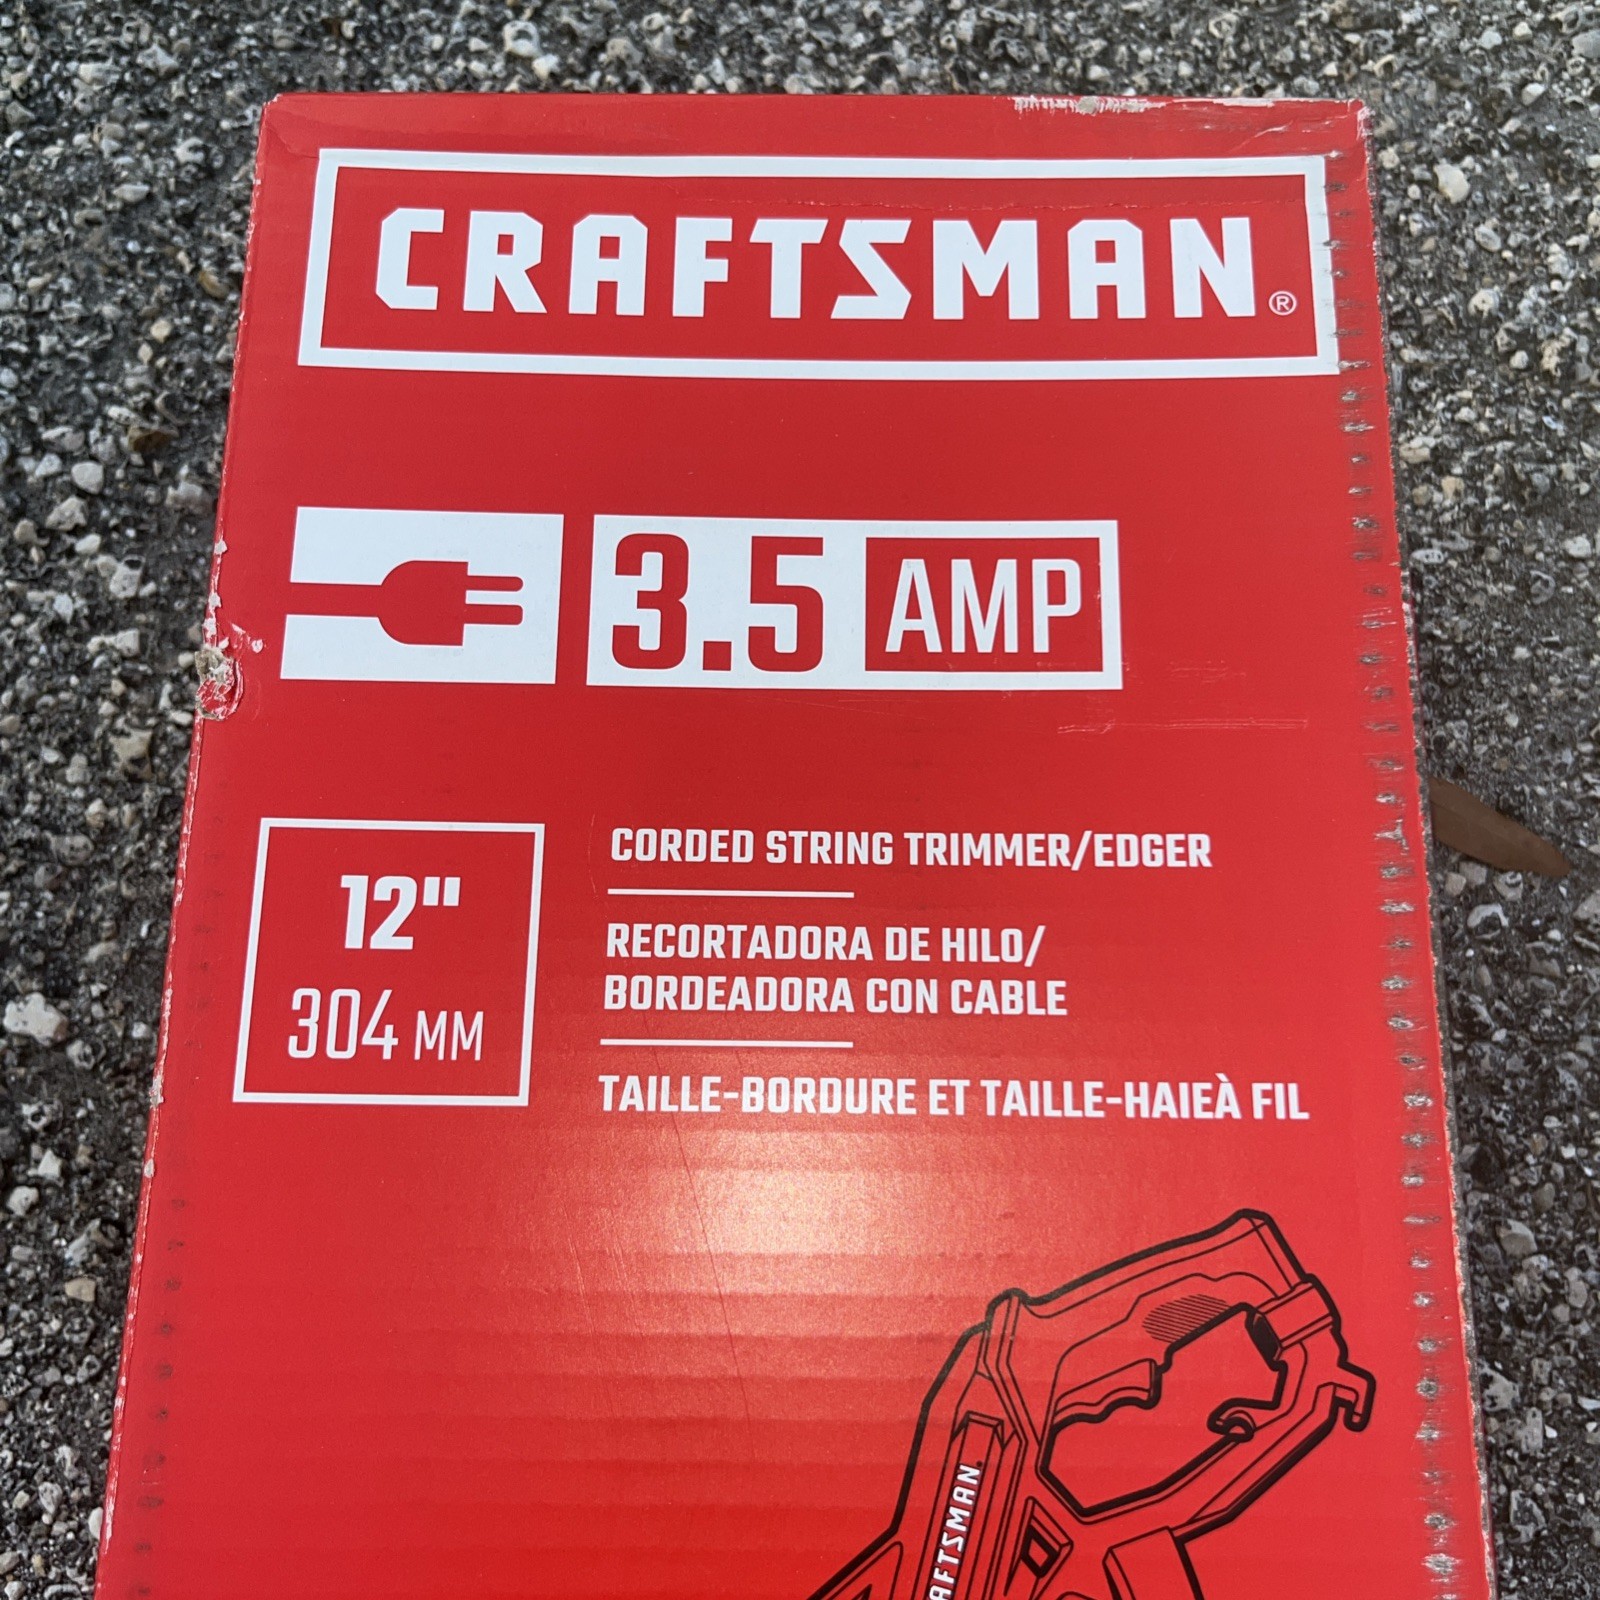 CRAFTSMAN®
3.5 AMP
12"
304 MM
CORDED STRING TRIMMER/EDGER
RECORTADORA DE HILO/
BORDEADORA CON CABLE
TAILLE-BORDURE ET TAILLE-HAIEÀ FIL
AFTSMAN